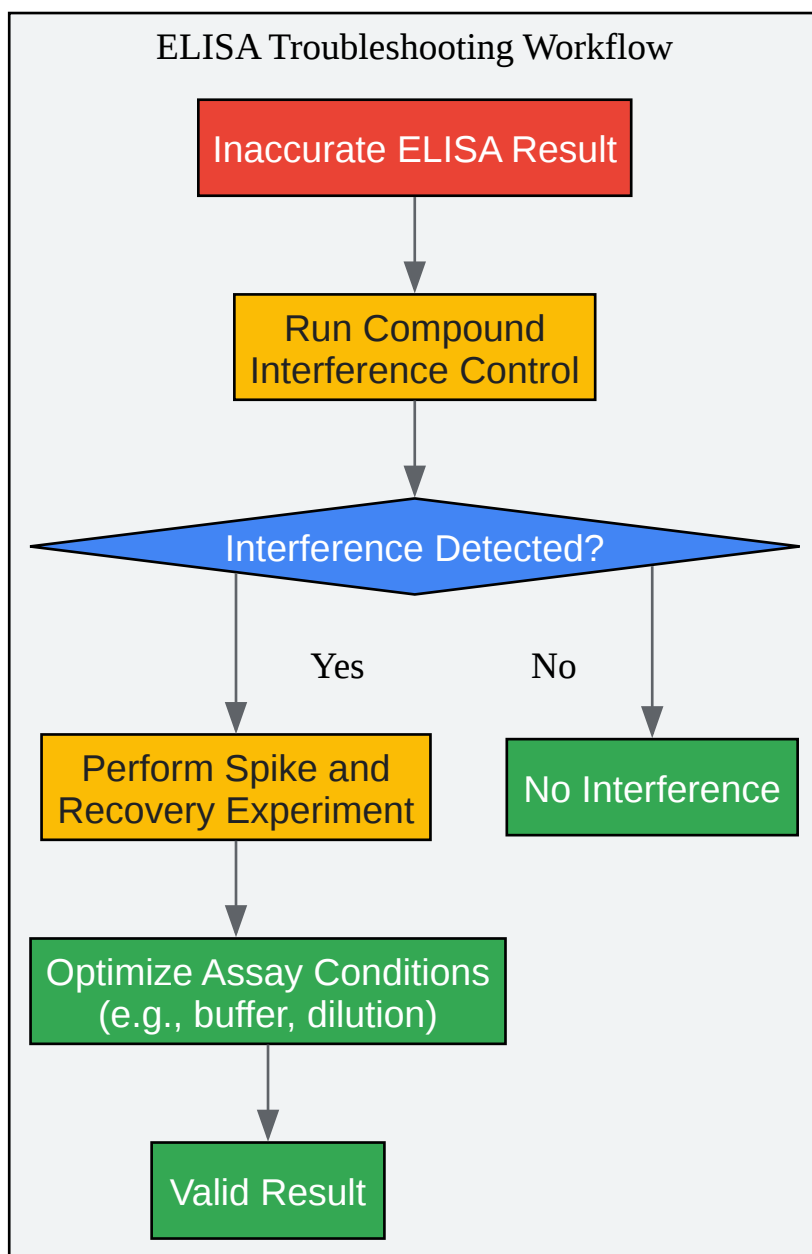 ELISA Troubleshooting Workflow
Inaccurate ELISA Result
Run Compound
Interference Control
Interference Detected?
Yes
No
Perform Spike and
Recovery Experiment
No Interference
Optimize Assay Conditions
(e.g., buffer, dilution)
Valid Result